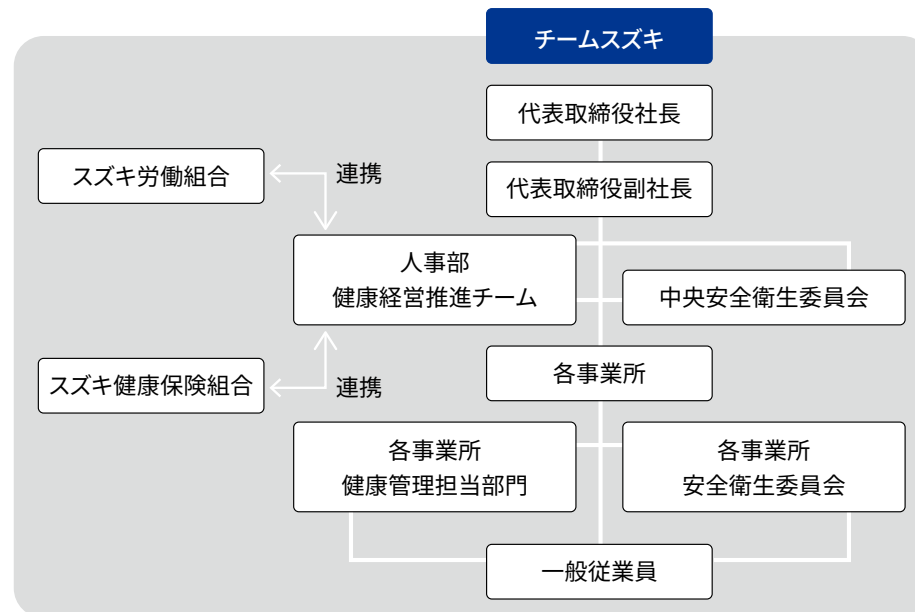 チームスズキ
代表取締役社長
スズキ労働組合
連携
代表取締役副社長
人事部
健康経営推進チーム
中央安全衛生委員会
スズキ健康保険組合
連携
各事業所
各事業所
健康管理担当部門
各事業所
安全衛生委員会
一般従業員